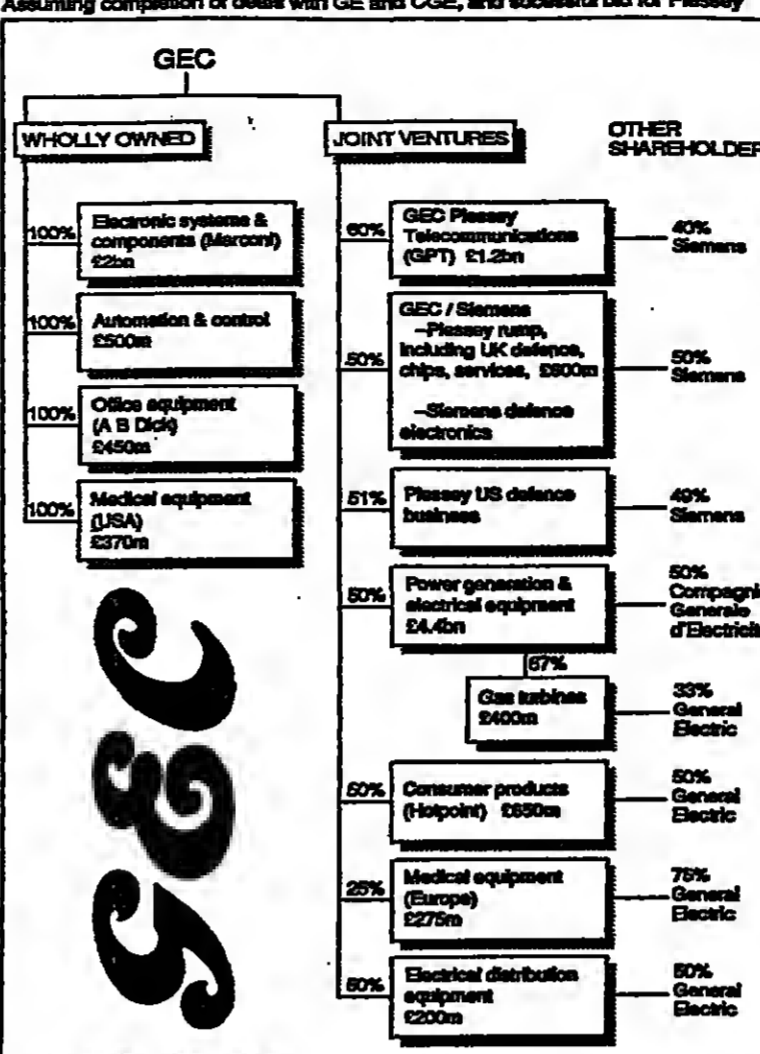 Assuming completion of deals with GE and CGE, and sucessful bid for Plessey
GEC
WHOLLY OWNED
100%
Electronic systems &
components (Marconi)
£2bn
100%
Automation & control
£500m
100%
Office equipment
(A B Dick)
£450m
100%
Medical equipment
(USA)
£370m
GEC
JOINT VENTURES
OTHER
SHAREHOLDER
60%
GEC Plessey
Telecommunications
(GPT) £1.2bn
40%
Siemens
50%
GEC / Siemens
–Plessey rump,
including UK defence,
chips, services, £600m
–Siemens defence
electronics
50%
Siemens
51%
Plessey US defence
business
49%
Siemens
50%
Power generation &
electrical equipment
£4.4bn
50%
Compagni
Generale
d'Electricit
67%
Gas turbines
£400m
33%
General
Electric
50%
Consumer products
(Hotpoint) £650m
50%
General
Electric
25%
Medical equipment
(Europe)
£275m
75%
General
Electric
50%
Electrical distribution
equipment
£200m
50%
General
Electric